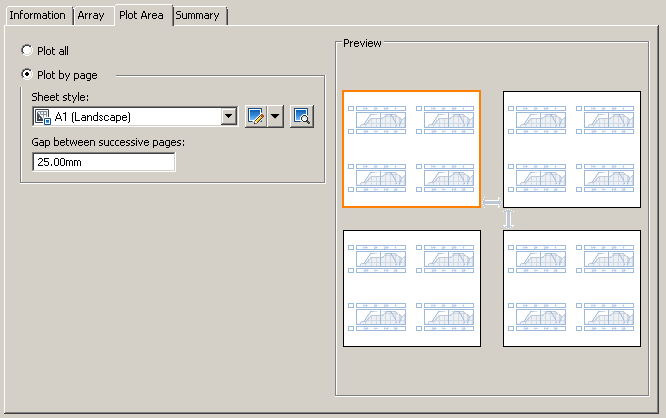 Information
Array
Plot Area
Summary
Plot all
Plot by page
Sheet style:
A1 (Landscape)
Gap between successive pages:
25.00mm
Preview